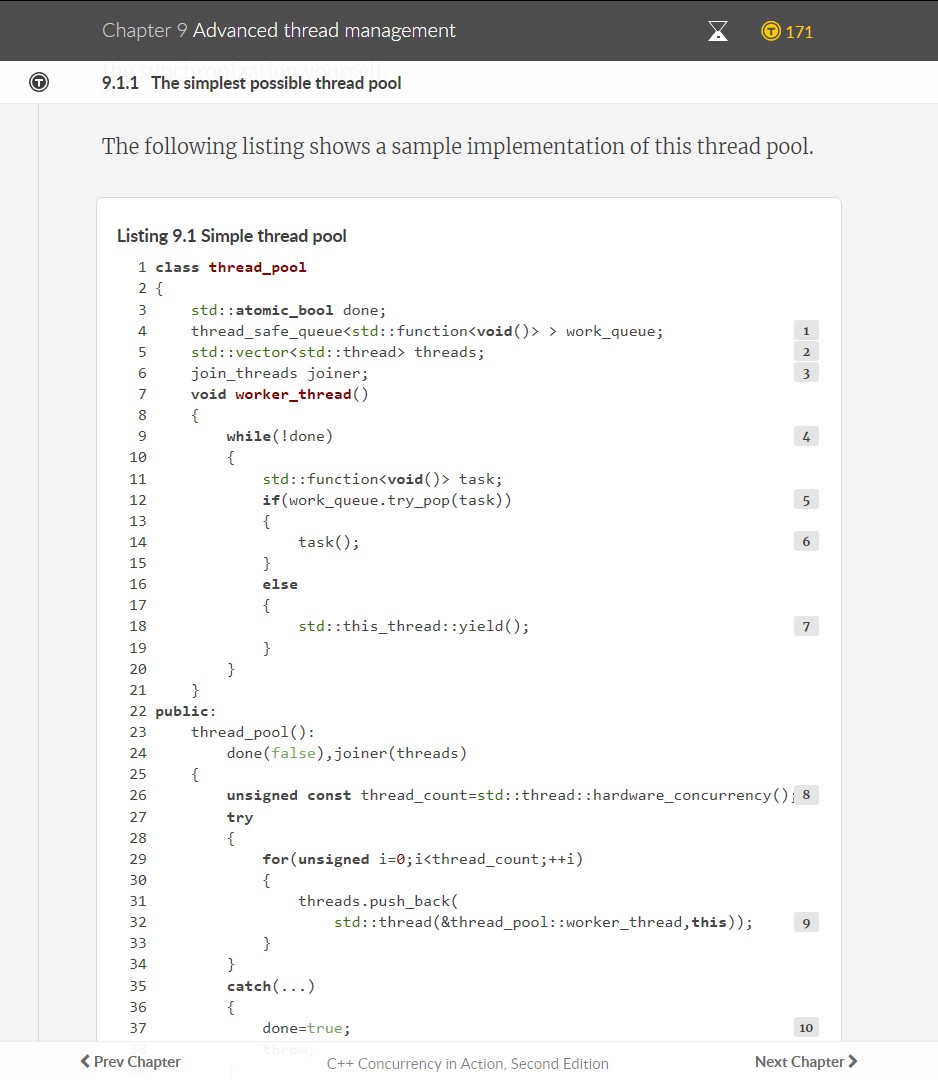 Chapter 9 Advanced thread management
171
the synchronization yourself.
9.1.1 The simplest possible thread pool
The following listing shows a sample implementation of this thread pool.
Listing 9.1 Simple thread pool
1 class thread_pool
2 {
3     std::atomic_bool done;
4     thread_safe_queue<std::function<void()> > work_queue; 1
5     std::vector<std::thread> threads; 2
6     join_threads joiner; 3
7     void worker_thread()
8     {
9         while(!done) 4
10         {
11             std::function<void()> task;
12             if(work_queue.try_pop(task)) 5
13             {
14                 task(); 6
15             }
16             else
17             {
18                 std::this_thread::yield(); 7
19             }
20         }
21     }
22 public:
23     thread_pool():
24         done(false),joiner(threads)
25     {
26         unsigned const thread_count=std::thread::hardware_concurrency(); 8
27         try
28         {
29             for(unsigned i=0;i<thread_count;++i)
30             {
31                 threads.push_back(
32                     std::thread(&thread_pool::worker_thread,this)); 9
33             }
34         }
35         catch(...)
36         {
37             done=true; 10
38             throw;
}
Prev Chapter
C++ Concurrency in Action, Second Edition
Next Chapter